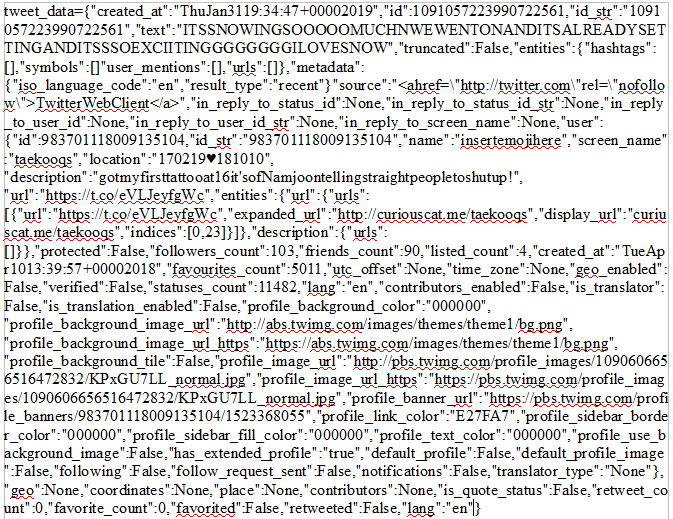 tweet_data={"created_at":"ThuJan3119:34:47+00002019","id":1091057223990722561,"id_str":"1091
057223990722561","text":"ITSSNOWINGSOOOOOMUCHNWEWENTONANDITSALREADYSET
TINGANDITSSSOEXCIITINGGGGGGGGILOVESNOW","truncated":False,"entities":{"hashtags":
[],"symbols":[]"user_mentions":[],"urls":[]},"metadata":
{"iso_language_code":"en","result_type":"recent"}"source":"<ahref=\"http://twitter.com\"rel=\"nofollo
w\">TwitterWebClient</a>","in_reply_to_status_id":None,"in_reply_to_status_id_str":None,"in_reply
_to_user_id":None,"in_reply_to_user_id_str":None,"in_reply_to_screen_name":None,"user":
{"id":983701118009135104,"id_str":"983701118009135104","name":"insertemojihere","screen_name"
:"taekooqs","location":"170219♥181010",
"description":"gotmyfirsttattooat16it'sofNamjoontellingstraightpeopletoshutup!",
"url":"https://t.co/eVLJeyfgWc","entities":{"url":{"urls":
[{"url":"https://t.co/eVLJeyfgWc","expanded_url":"http://curiouscat.me/taekooqs","display_url":"curiu
scat.me/taekooqs","indices":[0,23]}]},"description":{"urls":
[]}},"protected":False,"followers_count":103,"friends_count":90,"listed_count":4,"created_at":"TueAp
r1013:39:57+00002018","favourites_count":5011,"utc_offset":None,"time_zone":None,"geo_enabled":
False,"verified":False,"statuses_count":11482,"lang":"en","contributors_enabled":False,"is_translator":
False,"is_translation_enabled":False,"profile_background_color":"000000",
"profile_background_image_url":"http://abs.twimg.com/images/themes/theme1/bg.png",
"profile_background_image_url_https":"https://abs.twimg.com/images/themes/theme1/bg.png",
"profile_background_tile":False,"profile_image_url":"http://pbs.twimg.com/profile_images/109060665
6516472832/KPxGU7LL_normal.jpg","profile_image_url_https":"https://pbs.twimg.com/profile_imag
es/1090606656516472832/KPxGU7LL_normal.jpg","profile_banner_url":"https://pbs.twimg.com/profi
le_banners/983701118009135104/1523368055","profile_link_color":"E27FA7","profile_sidebar_borde
r_color":"000000","profile_sidebar_fill_color":"000000","profile_text_color":"000000","profile_use_b
ackground_image":False,"has_extended_profile":"true","default_profile":False,"default_profile_image"
:False,"following":False,"follow_request_sent":False,"notifications":False,"translator_type":"None"},
"geo":None,"coordinates":None,"place":None,"contributors":None,"is_quote_status":False,"retweet_co
unt":0,"favorite_count":0,"favorited":False,"retweeted":False,"lang":"en"}